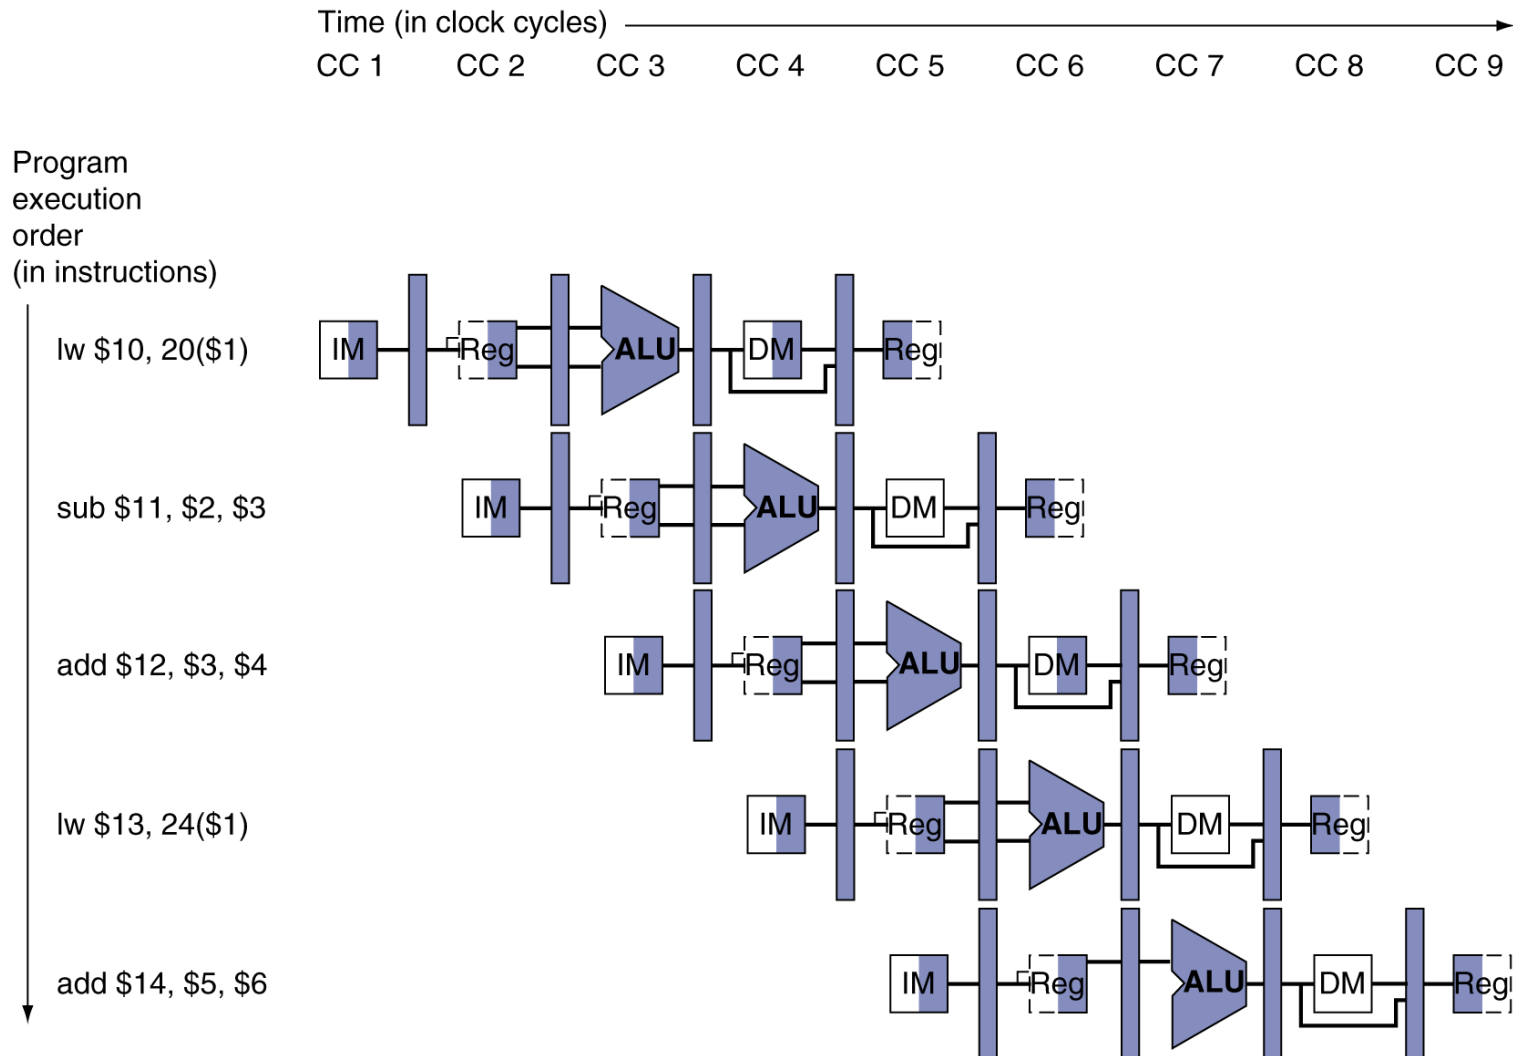 Time (in clock cycles)
CC 1 CC 2 CC 3 CC 4 CC 5 CC 6 CC 7 CC 8 CC 9
Program
execution
order
(in instructions)
lw $10, 20($1) IM Reg ALU DM Reg
sub $11, $2, $3 IM Reg ALU DM Reg
add $12, $3, $4 IM Reg ALU DM Reg
lw $13, 24($1) IM Reg ALU DM Reg
add $14, $5, $6 IM Reg ALU DM Reg